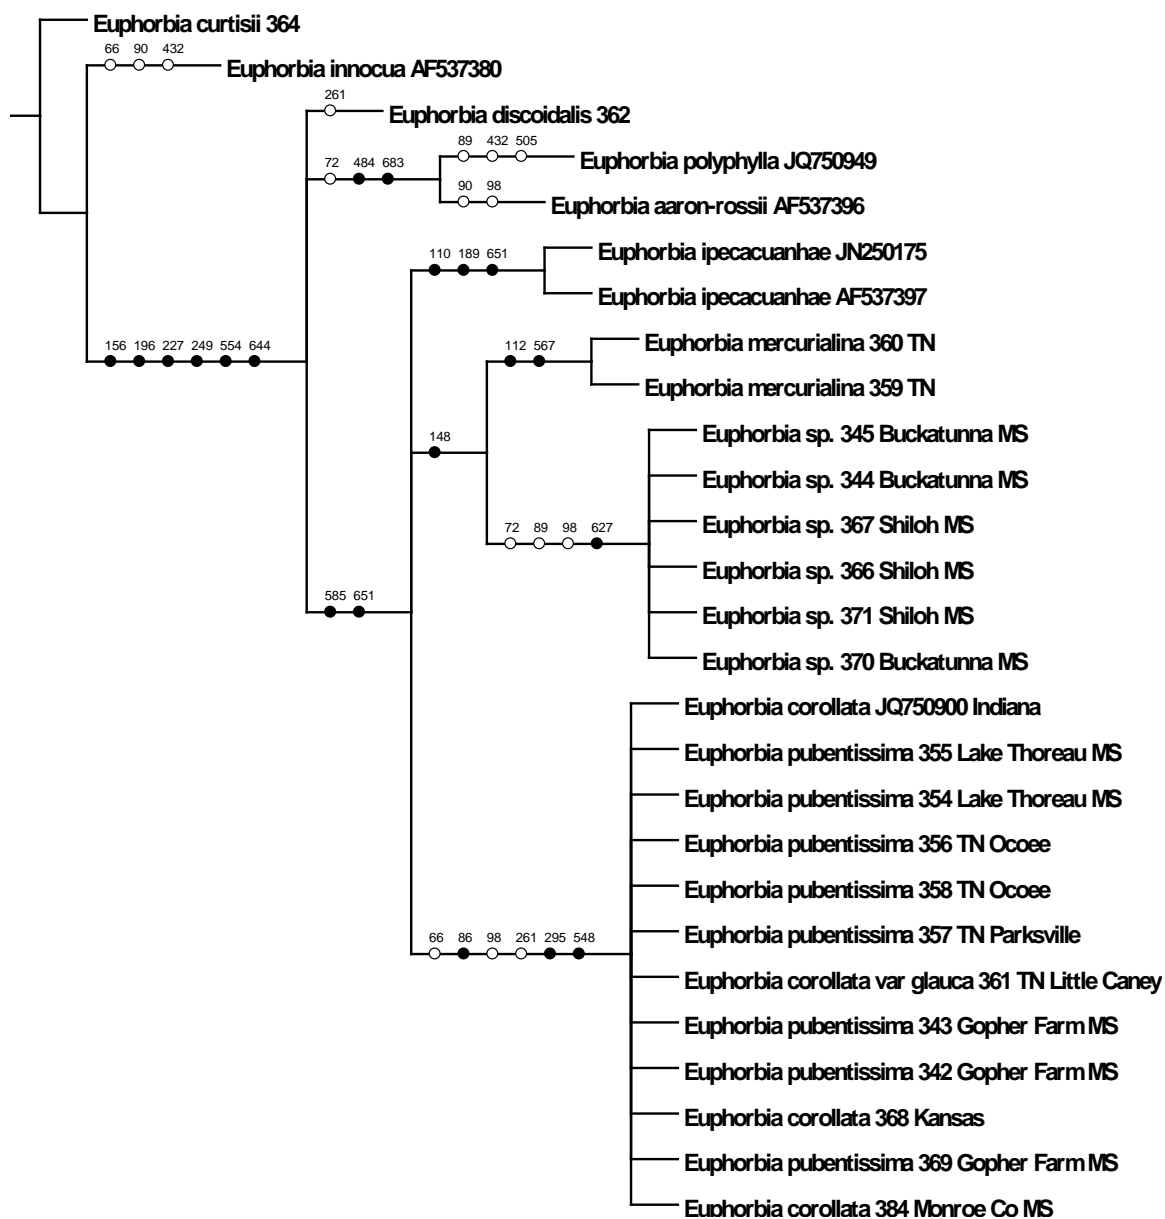 Euphorbia curtisii 364
66 90 432
Euphorbia innocua AF537380
261
Euphorbia discoidalis 362
89 432 505
Euphorbia polyphylla JQ750949
72 484 683
90 98
Euphorbia aaron-rossii AF537396
110 189 651
Euphorbia ipecacuanhae JN250175
Euphorbia ipecacuanhae AF537397
156 196 227 249 554 644
112 567
Euphorbia mercurialina 360 TN
Euphorbia mercurialina 359 TN
148
Euphorbia sp. 345 Buckatunna MS
Euphorbia sp. 344 Buckatunna MS
72 89 98 627
Euphorbia sp. 367 Shiloh MS
Euphorbia sp. 366 Shiloh MS
585 651
Euphorbia sp. 371 Shiloh MS
Euphorbia sp. 370 Buckatunna MS
Euphorbia corollata JQ750900 Indiana
Euphorbia pubentissima 355 Lake Thoreau MS
Euphorbia pubentissima 354 Lake Thoreau MS
Euphorbia pubentissima 356 TN Ocoee
Euphorbia pubentissima 358 TN Ocoee
Euphorbia pubentissima 357 TN Parksville
66 86 98 261 295 548
Euphorbia corollata var glauca 361 TN Little Caney
Euphorbia pubentissima 343 Gopher Farm MS
Euphorbia pubentissima 342 Gopher Farm MS
Euphorbia corollata 368 Kansas
Euphorbia pubentissima 369 Gopher Farm MS
Euphorbia corollata 384 Monroe Co MS